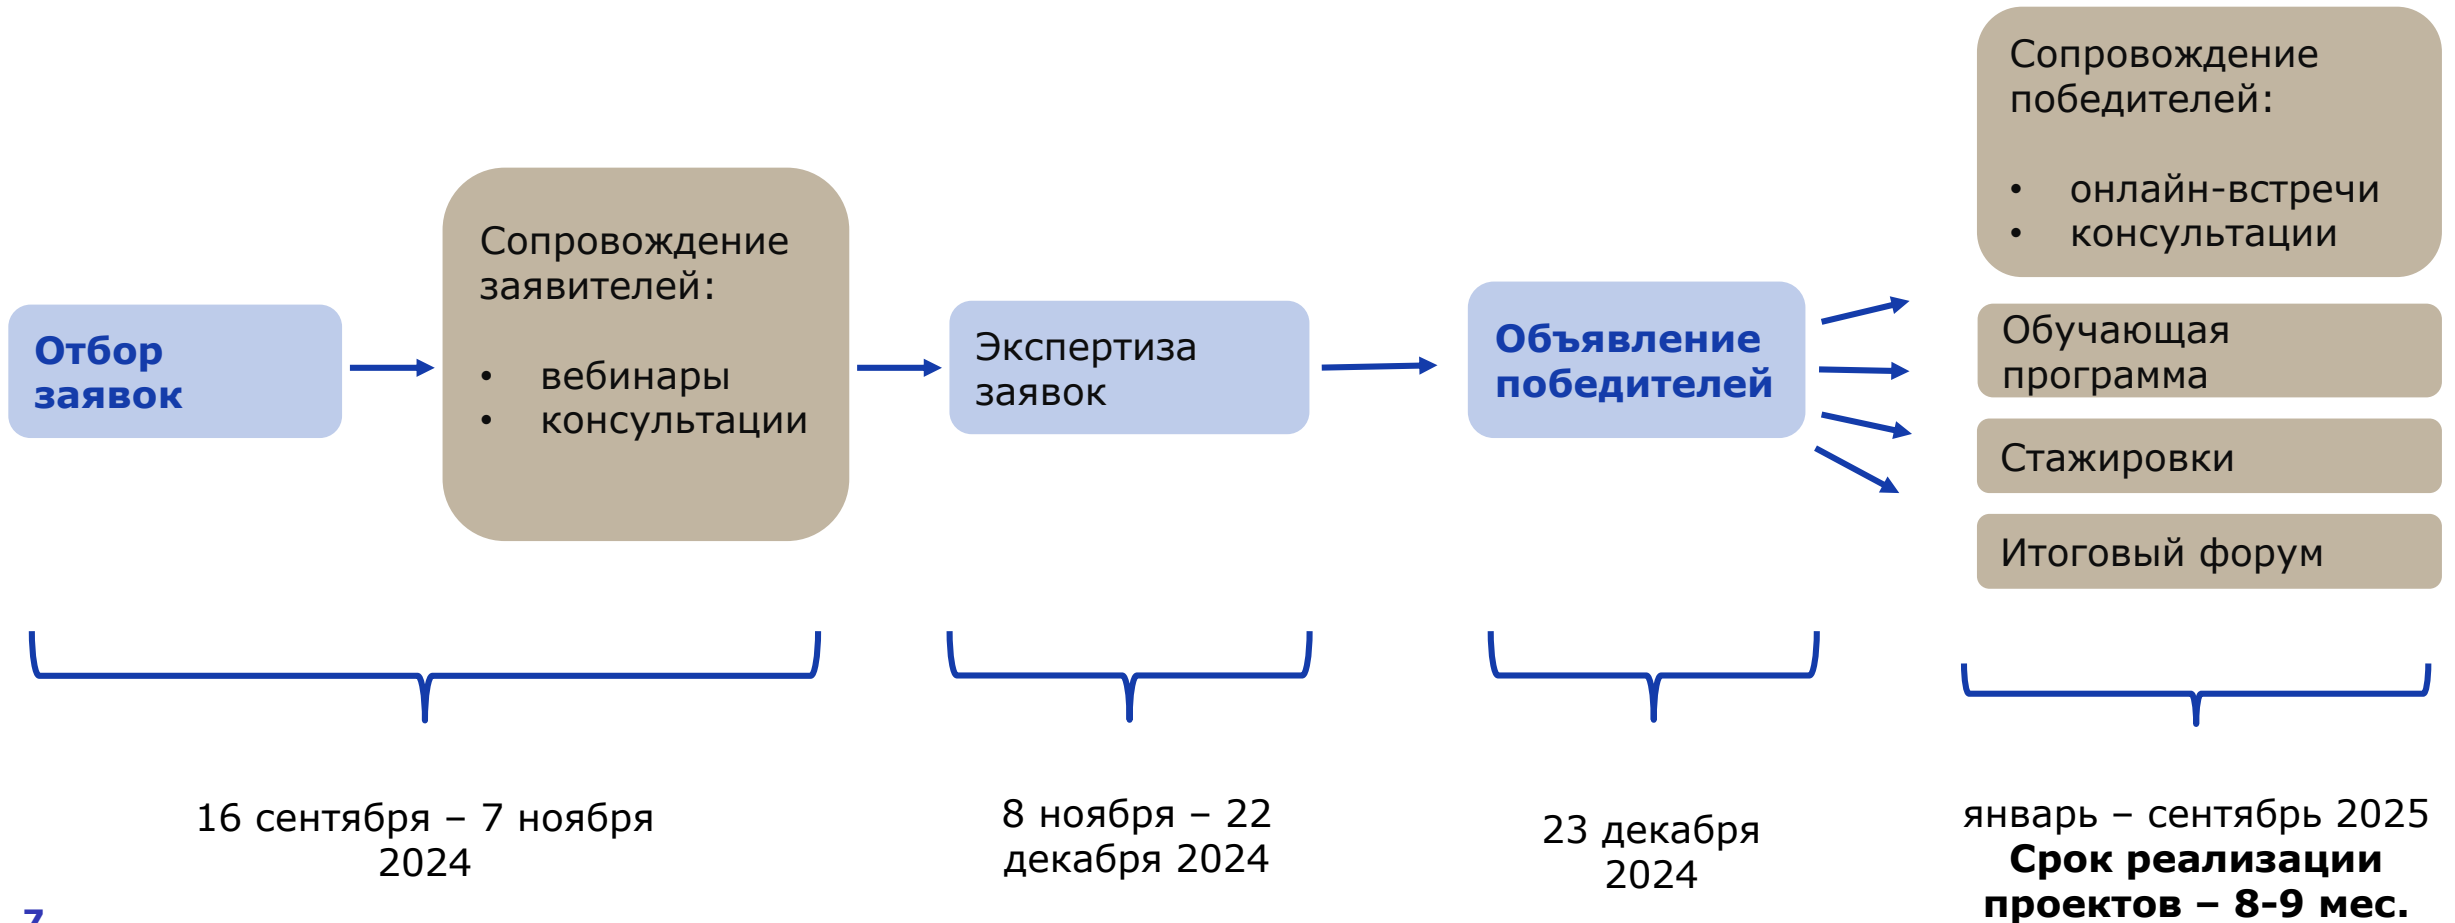 Отбор
заявок
Сопровождение
заявителей:
• вебинары
• консультации
Экспертиза
заявок
Объявление
победителей
Сопровождение
победителей:
• онлайн-встречи
• консультации
Обучающая
программа
Стажировки
Итоговый форум
16 сентября – 7 ноября
2024
8 ноября – 22
декабря 2024
23 декабря
2024
январь – сентябрь 2025
Срок реализации
проектов – 8-9 мес.
7